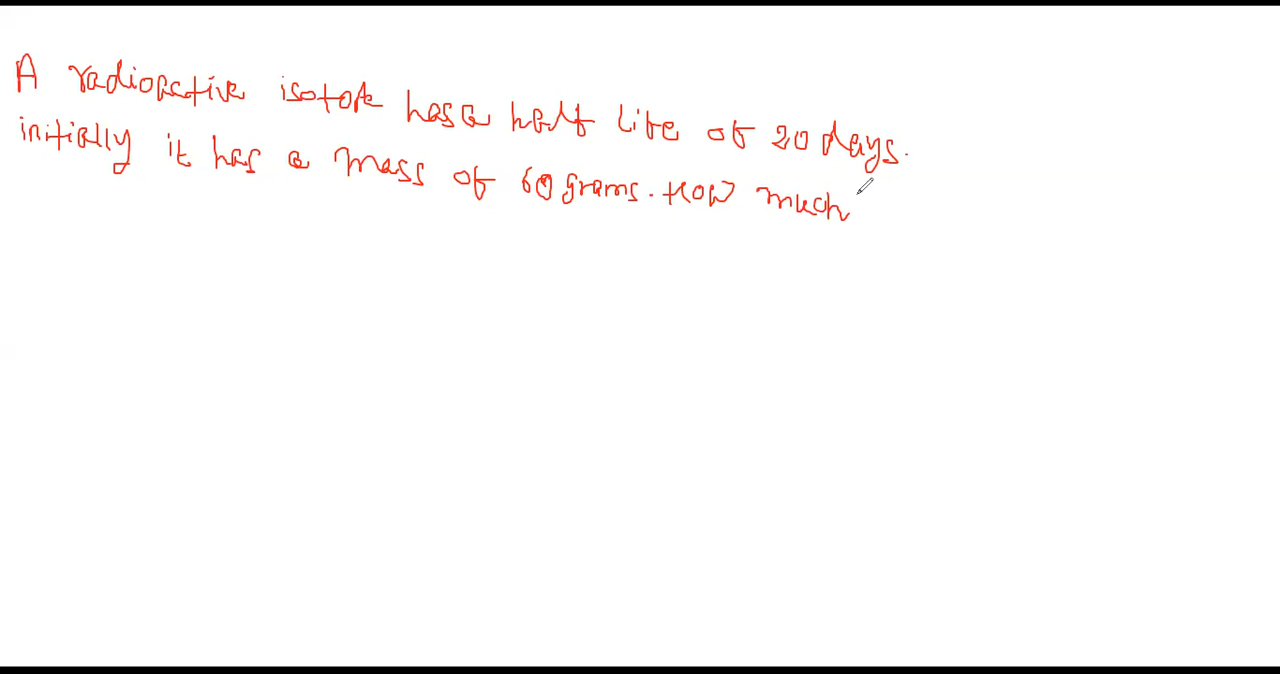 A radioactive isotope has a half life of 20 days.
initially it has a mass of 60 grams. How much